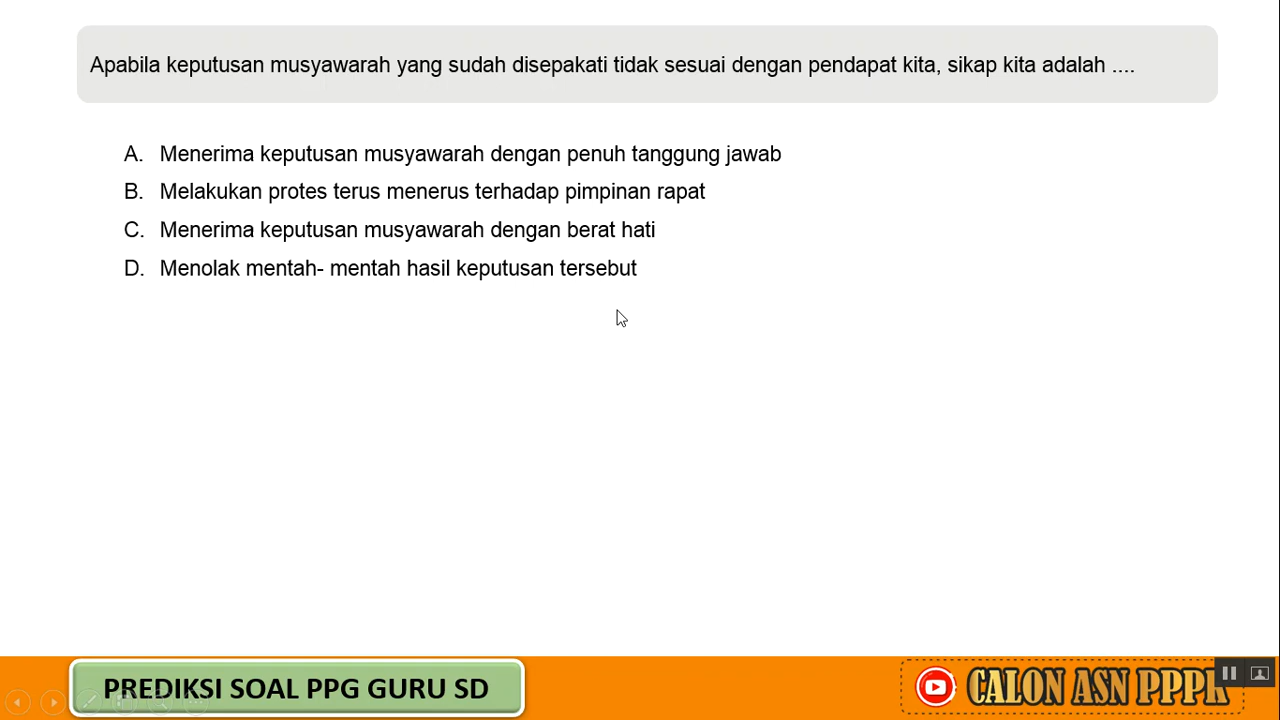 Apabila keputusan musyawarah yang sudah disepakati tidak sesuai dengan pendapat kita, sikap kita adalah ....
A. Menerima keputusan musyawarah dengan penuh tanggung jawab
B. Melakukan protes terus menerus terhadap pimpinan rapat
C. Menerima keputusan musyawarah dengan berat hati
D. Menolak mentah- mentah hasil keputusan tersebut
PREDIKSI SOAL PPG GURU SD
CALON ASN PPPK